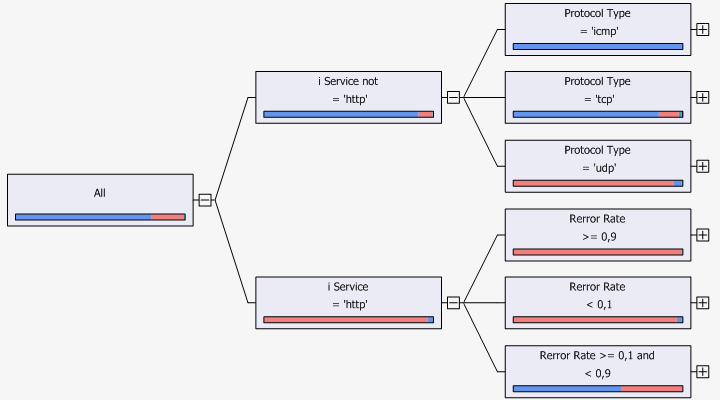 All
i Service not
= 'http'
i Service
= 'http'
Protocol Type
= 'icmp'
Protocol Type
= 'tcp'
Protocol Type
= 'udp'
Rerror Rate
>= 0,9
Rerror Rate
< 0,1
Rerror Rate >= 0,1 and
< 0,9